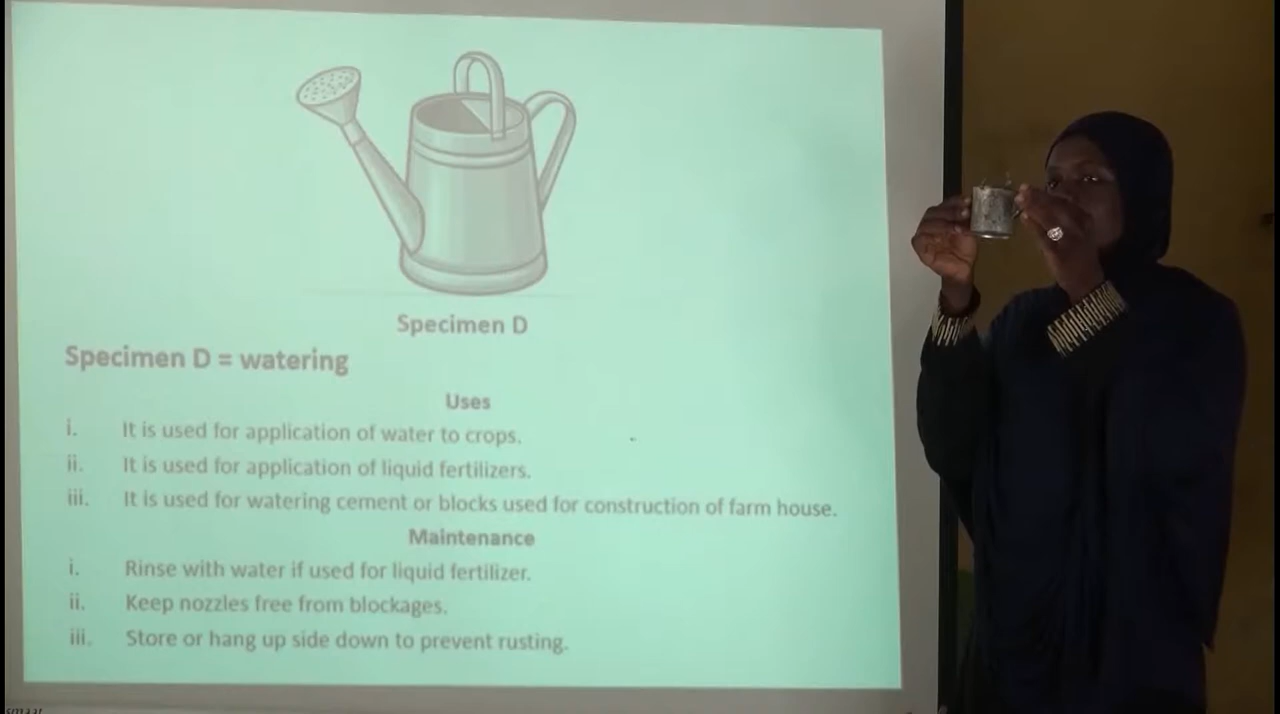 Specimen D
Specimen D = watering
Uses
i. It is used for application of water to crops.
ii. It is used for application of liquid fertilizers.
iii. It is used for watering cement or blocks used for construction of farm house.
Maintenance
i. Rinse with water if used for liquid fertilizer.
ii. Keep nozzles free from blockages.
iii. Store or hang up side down to prevent rusting.